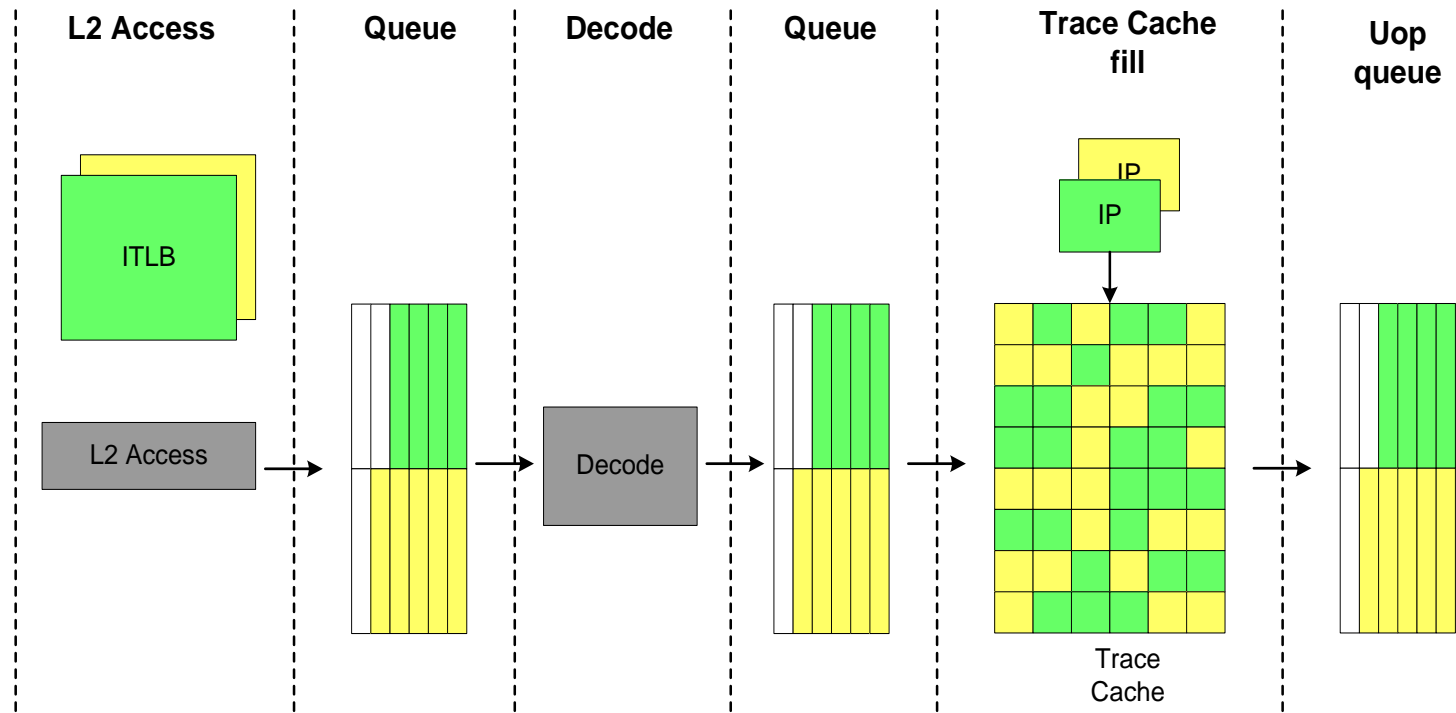 L2 Access
Queue
Decode
Queue
Trace Cache
fill
Uop
queue
IP
IP
ITLB
L2 Access
Decode
Trace
Cache